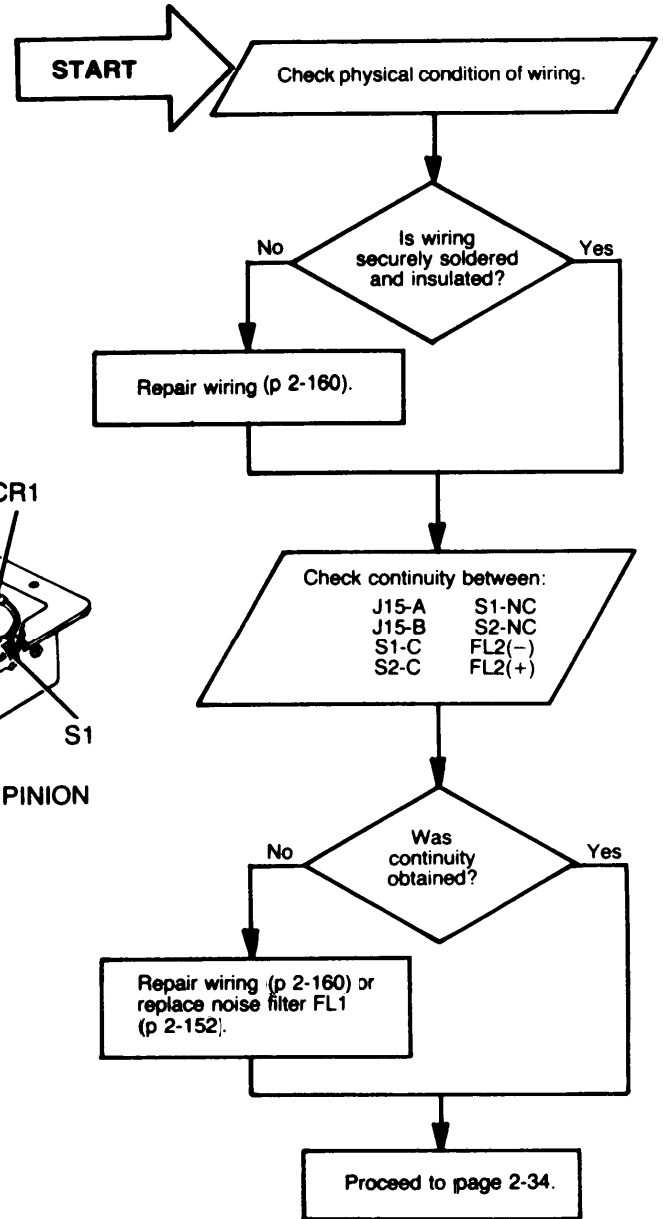 START
Check physical condition of wiring.
No
Is wiring
securely soldered
and insulated?
Yes
Repair wiring (p 2-160).
CR1
S1
PINION
Check continuity between:
J15-A S1-NC
J15-B S2-NC
S1-C FL2(−)
S2-C FL2(+)
No
Was
continuity
obtained?
Yes
Repair wiring (p 2-160) or
replace noise filter FL1
(p 2-152).
Proceed to page 2-34.